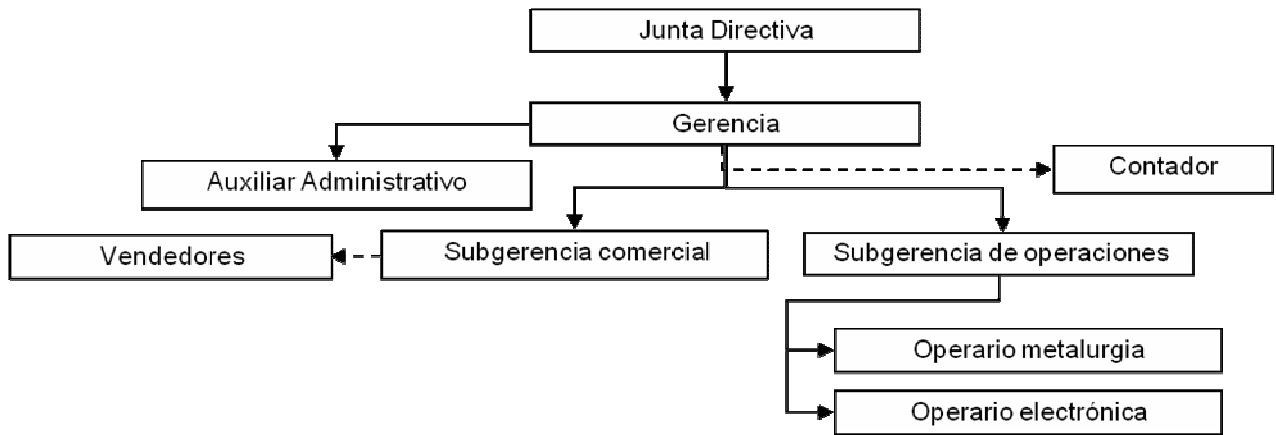 Junta Directiva
Gerencia
Auxiliar Administrativo
Contador
Vendedores
Subgerencia comercial
Subgerencia de operaciones
Operario metalurgia
Operario electrónica